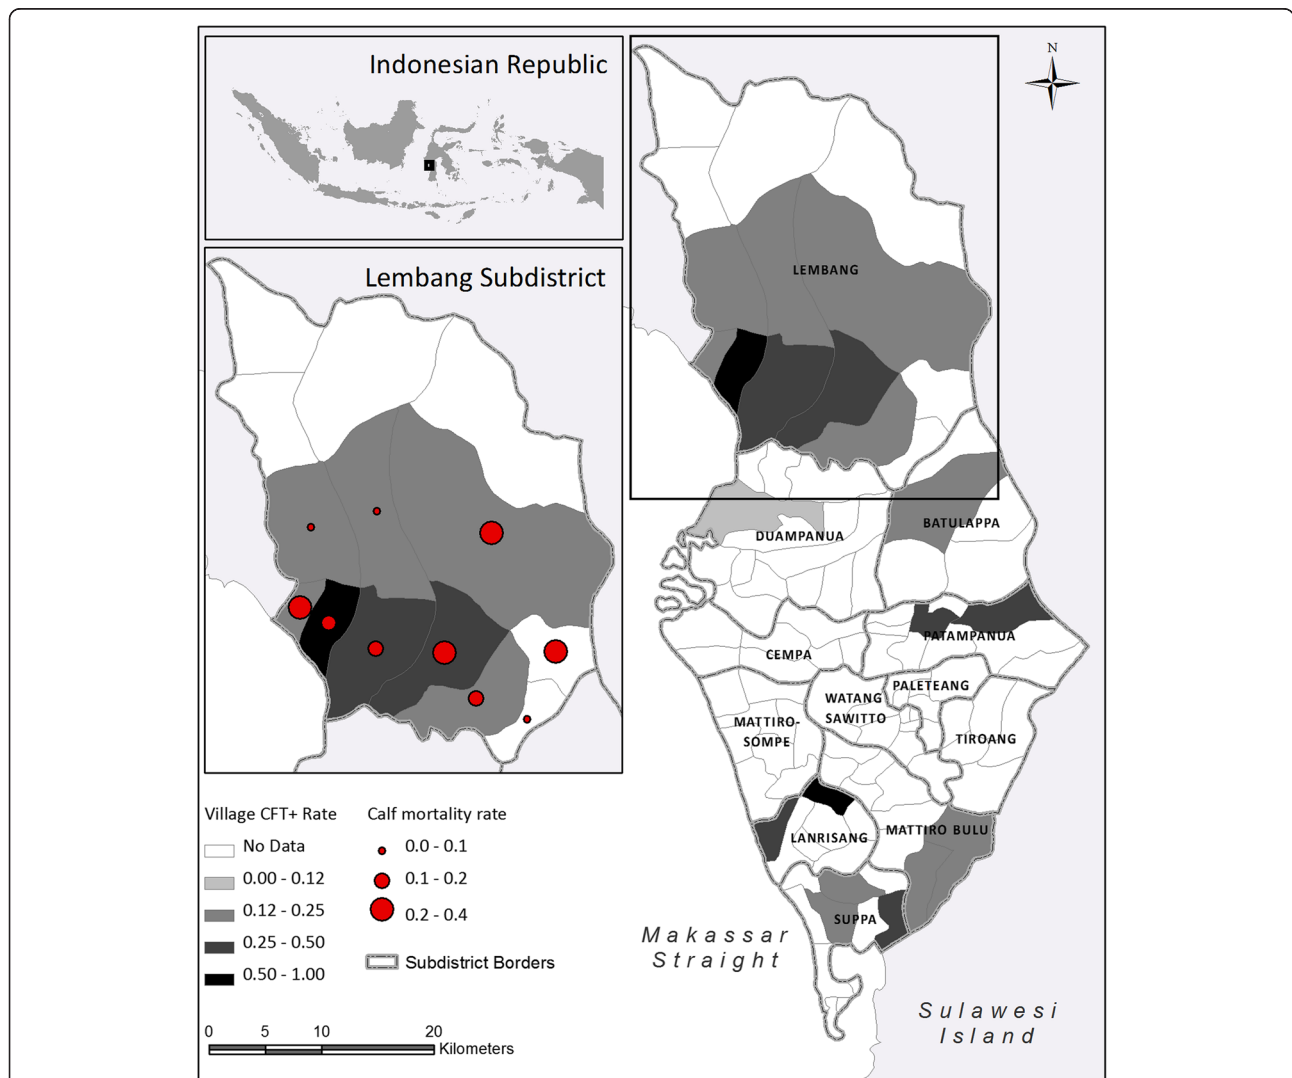 Indonesian Republic
Lembang Subdistrict
N
LEMBANG
DUAMPANUA
BATULAPPA
PATAMPANUA
CEMPA
PALETEANG
WATANG
SAWITTO
MATTIRO-
SOMPE
TIROANG
LANRISANG
MATTIRO BULU
SUPPA
Makassar
Straight
Sulawesi
Island
Village CFT+ Rate
No Data
0.00 - 0.12
0.12 - 0.25
0.25 - 0.50
0.50 - 1.00
Calf mortality rate
0.0 - 0.1
0.1 - 0.2
0.2 - 0.4
Subdistrict Borders
0 5 10 20
Kilometers